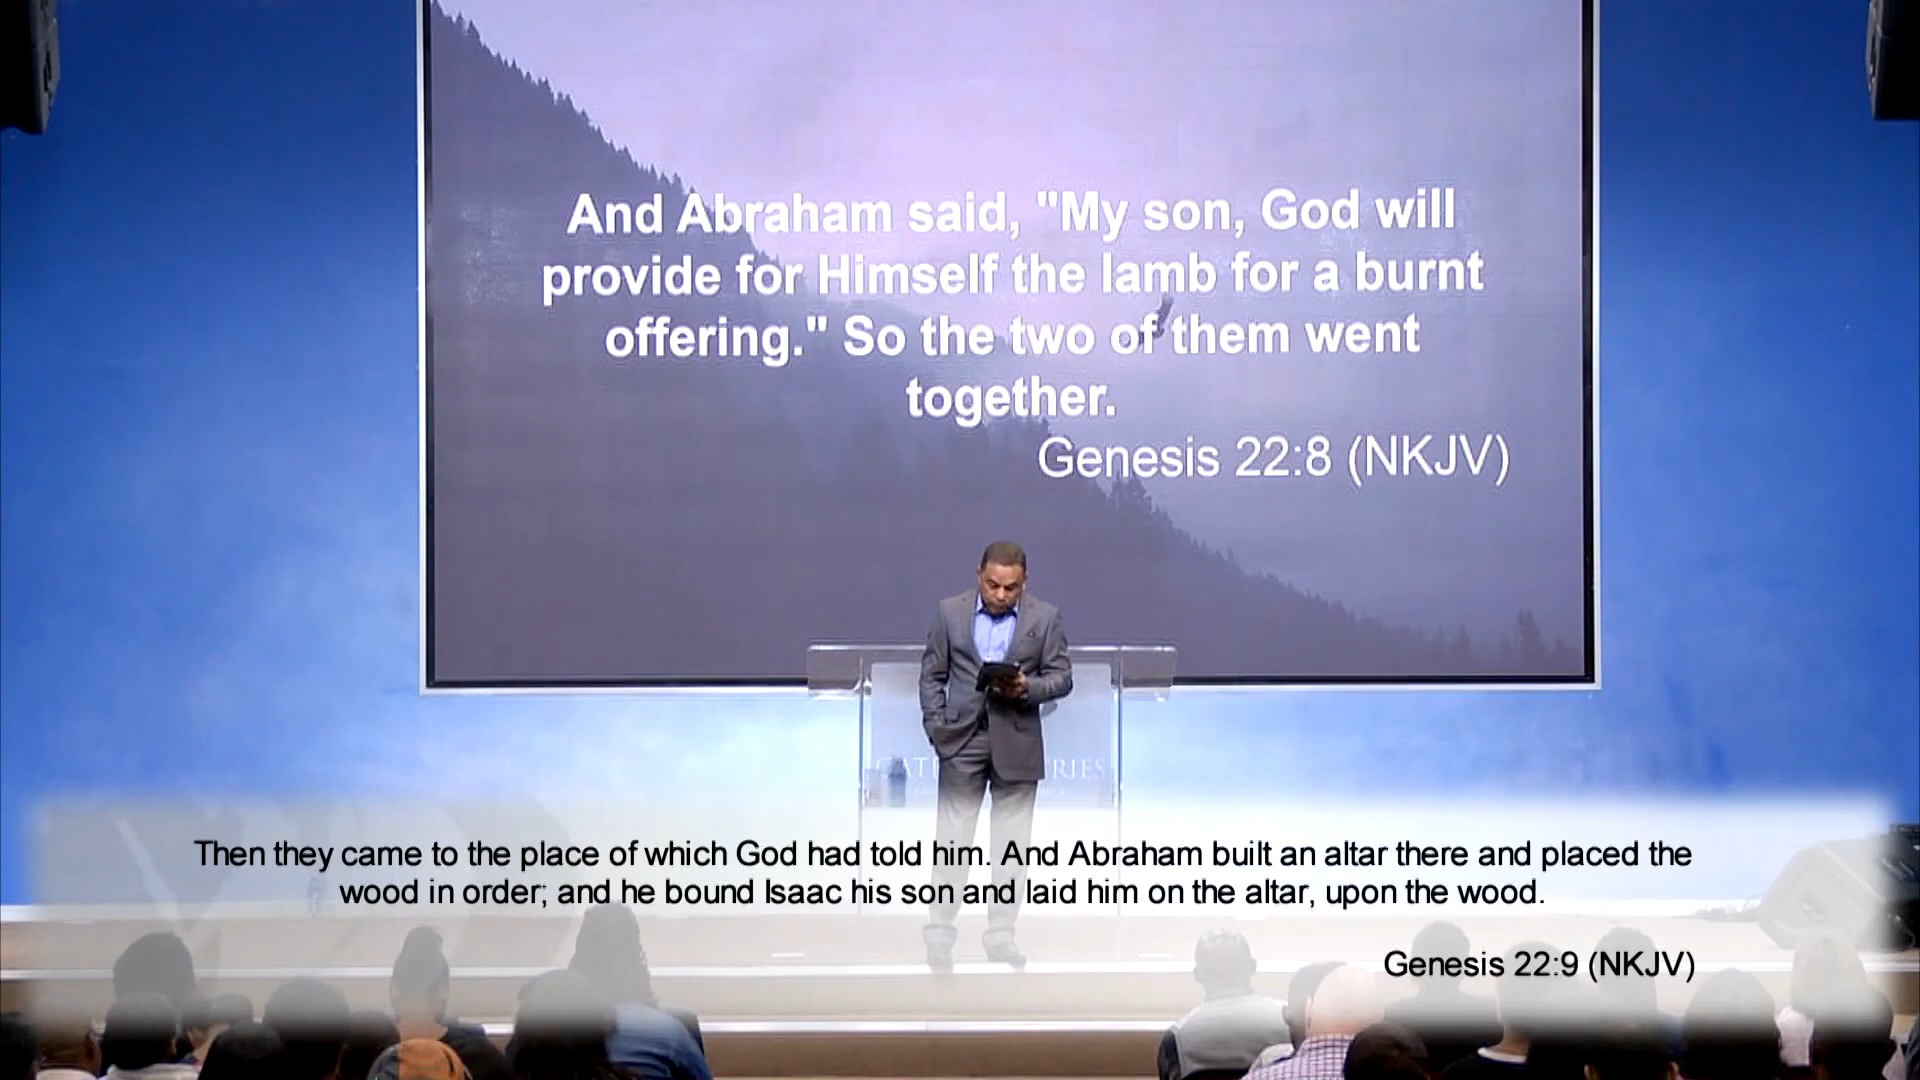 And Abraham said, "My son, God will
provide for Himself the lamb for a burnt
offering." So the two of them went
together.
Genesis 22:8 (NKJV)
Then they came to the place of which God had told him. And Abraham built an altar there and placed the
wood in order; and he bound Isaac his son and laid him on the altar, upon the wood.
Genesis 22:9 (NKJV)